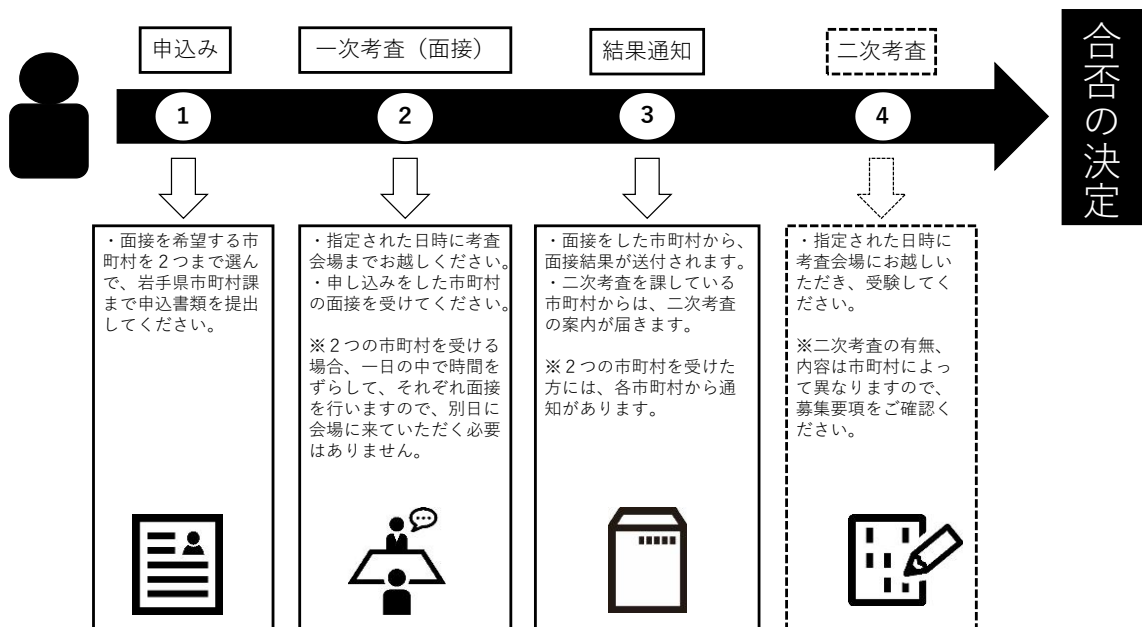 申込み
一次考査（面接）
結果通知
二次考査
合否の決定
1
2
3
4
・面接を希望する市
町村を２つまで選ん
で、岩手県市町村課
まで申込書類を提出
してください。
・指定された日時に考査
会場までお越しください。
・申し込みをした市町村
の面接を受けてください。
※２つの市町村を受ける
場合、一日の中で時間を
ずらして、それぞれ面接
を行いますので、別日に
会場に来ていただく必要
はありません。
・面接をした市町村から、
面接結果が送付されます。
・二次考査を課している
市町村からは、二次考査
の案内が届きます。
※２つの市町村を受けた
方には、各市町村から通
知があります。
・指定された日時に
考査会場にお越しい
ただき、受験してく
ださい。
※二次考査の有無、
内容は市町村によっ
て異なりますので、
募集要項をご確認く
ださい。